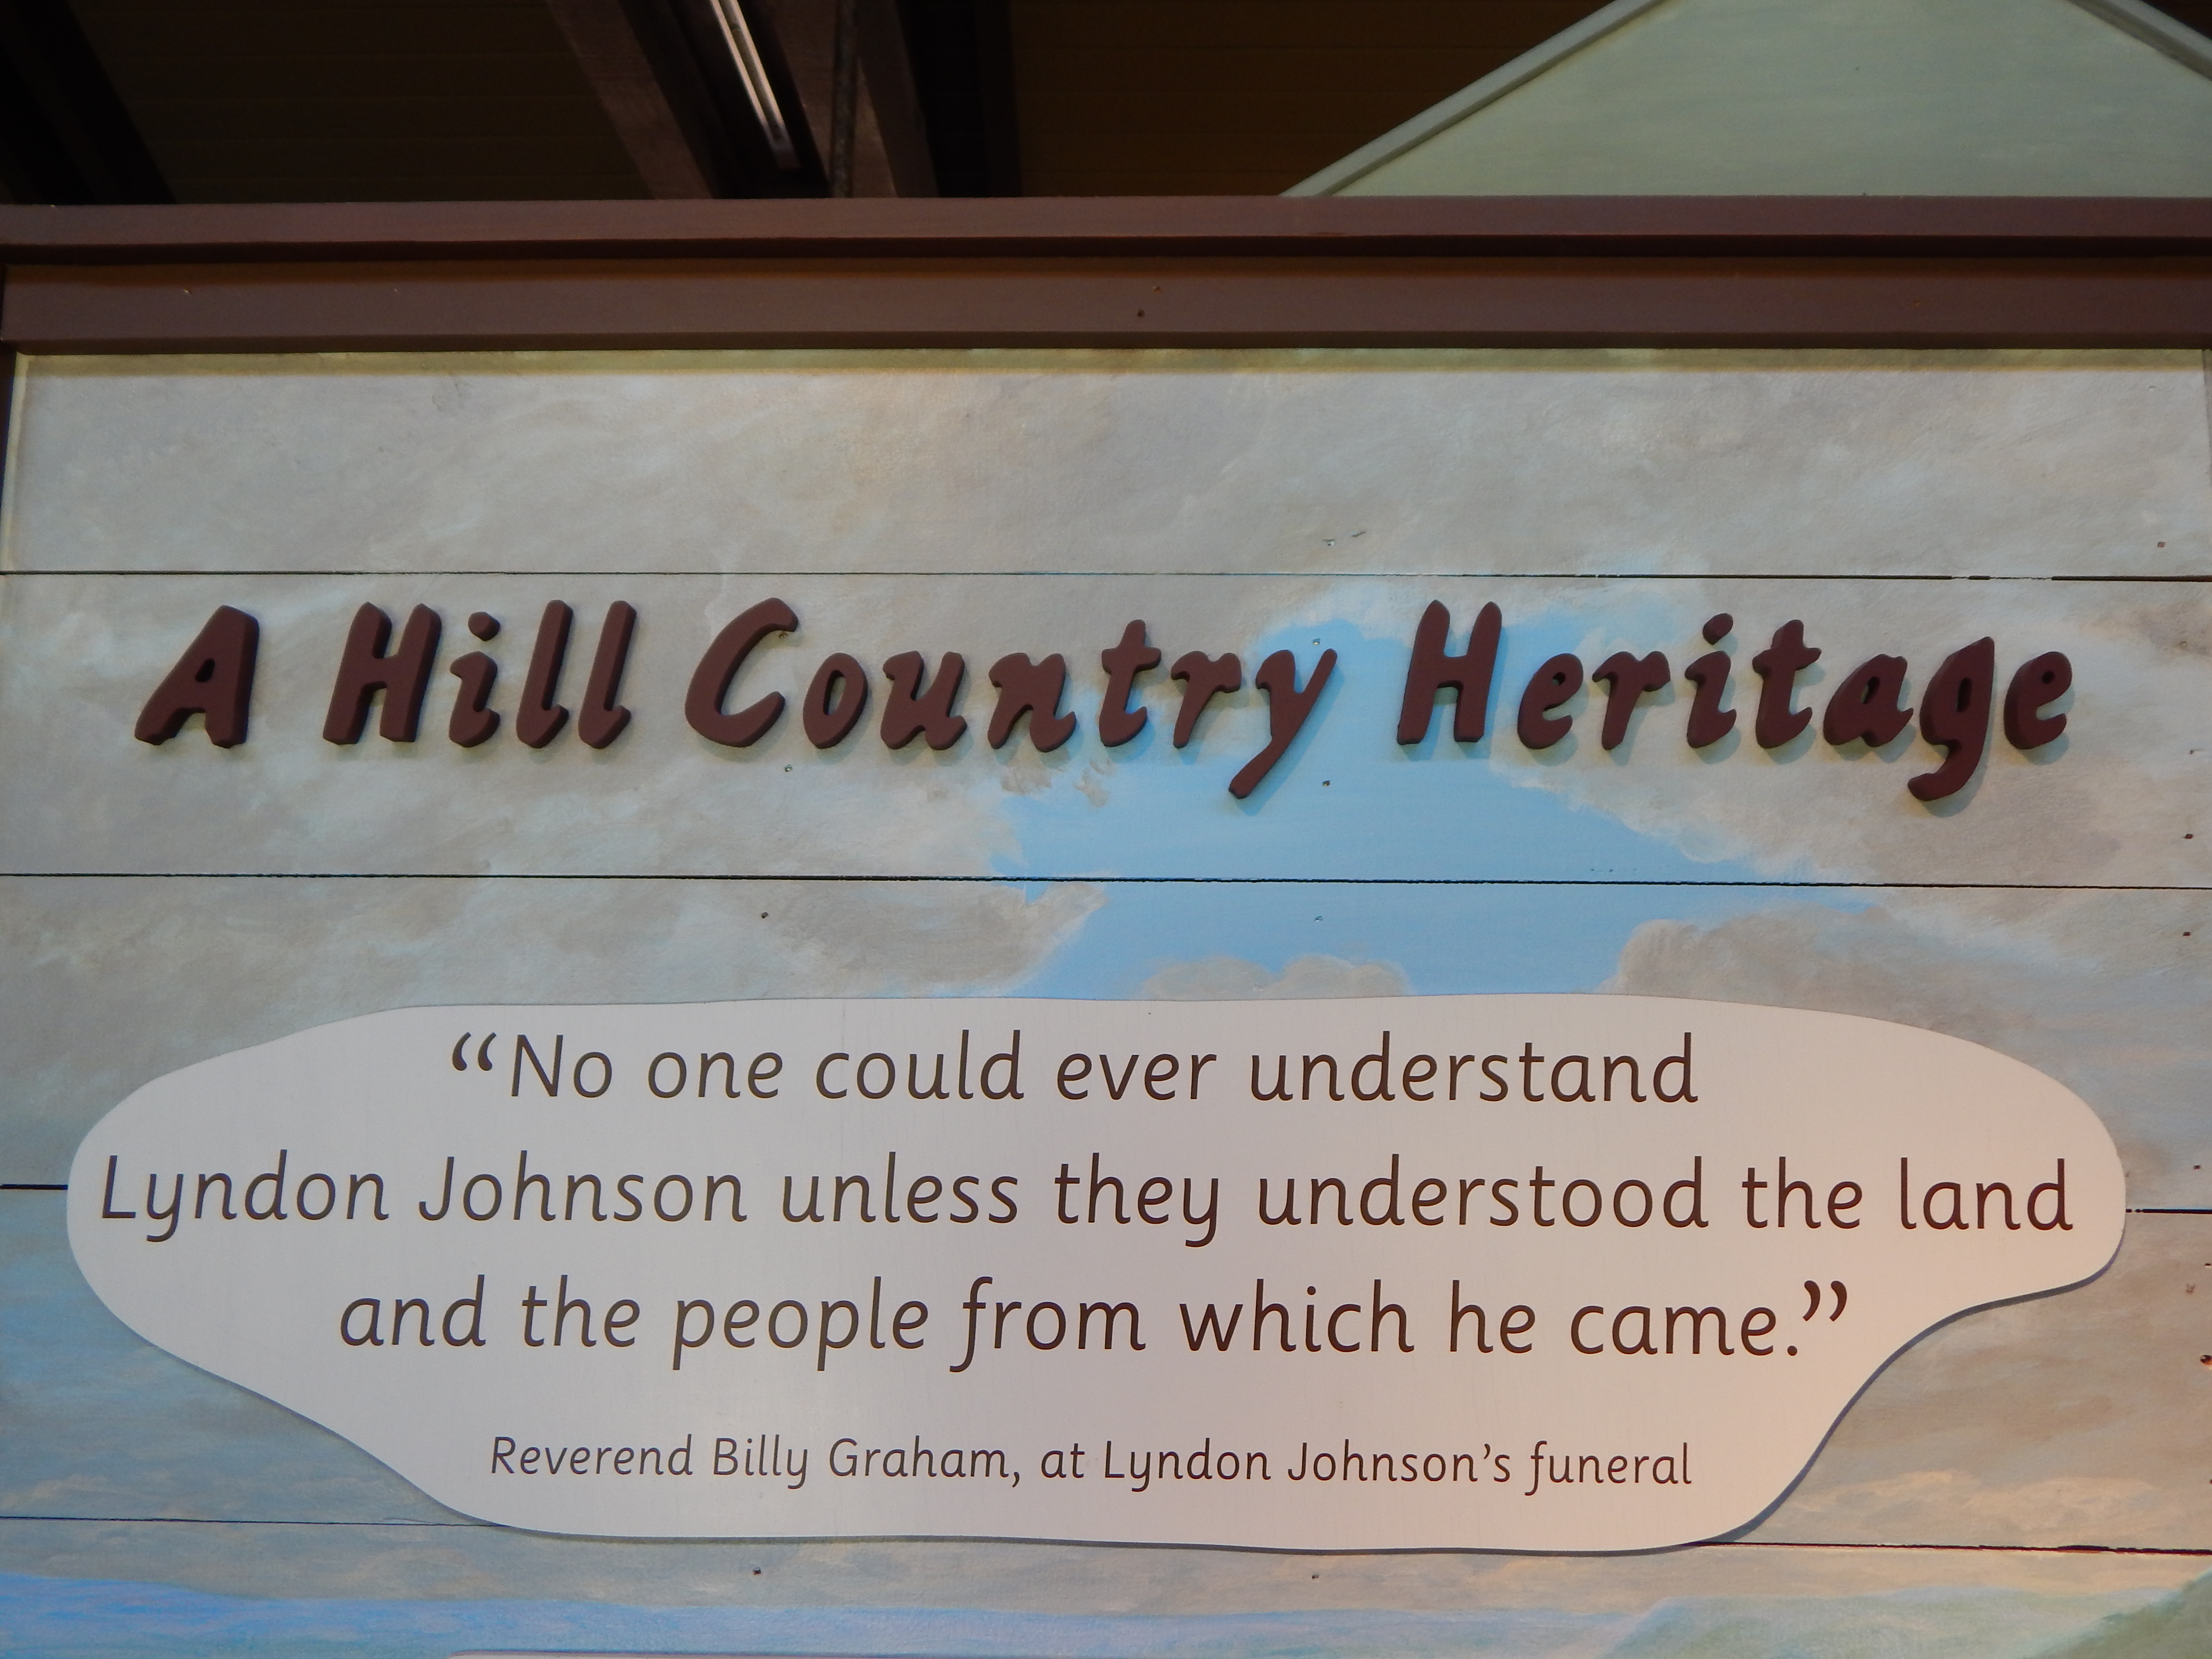 A Hill Country Heritage
“No one could ever understand
Lyndon Johnson unless they understood the land
and the people from which he came.”
Reverend Billy Graham, at Lyndon Johnson’s funeral